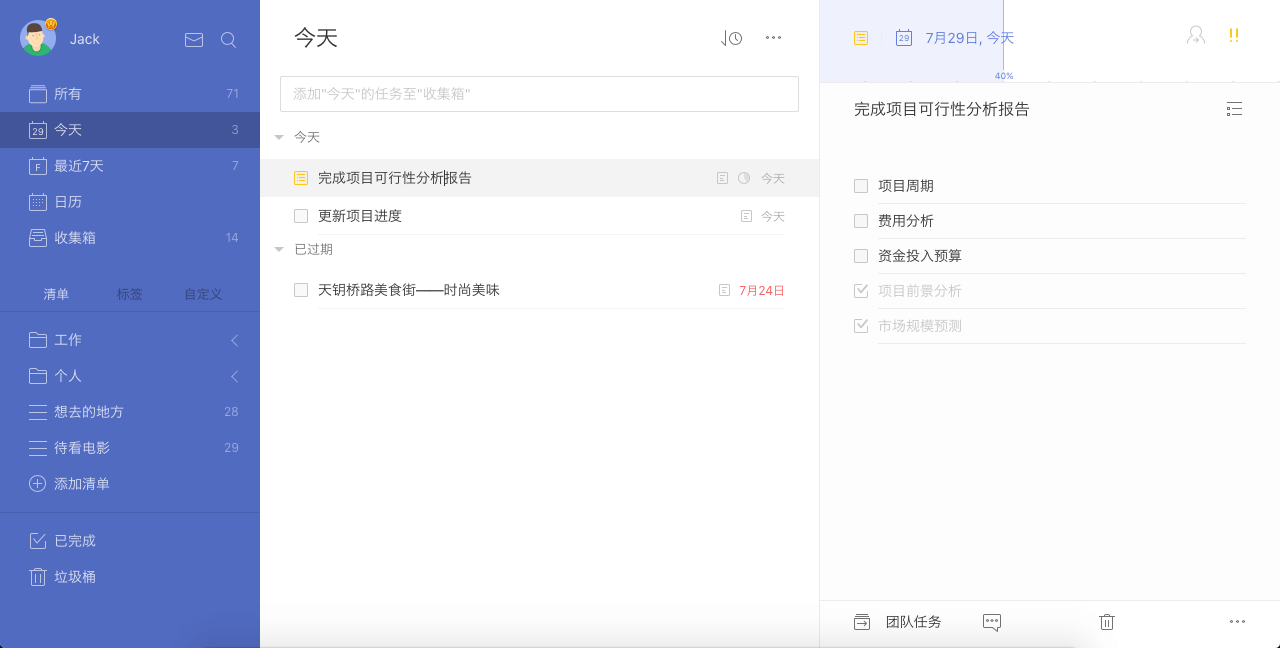 Jack
所有 71
29 今天 3
F 最近7天 7
日历
收集箱 14
清单 标签 自定义
工作
个人
想去的地方 28
待看电影 29
添加清单
已完成
垃圾桶
今天
添加"今天"的任务至"收集箱"
今天
完成项目可行性分析报告 今天
更新项目进度 今天
已过期
天钥桥路美食街——时尚美味 7月24日
29 7月29日, 今天 !!
40%
完成项目可行性分析报告
项目周期
费用分析
资金投入预算
项目前景分析
市场规模预测
团队任务